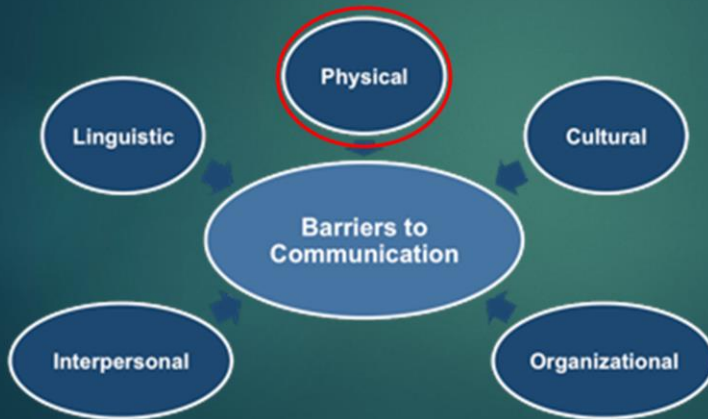 Physical
Linguistic
Cultural
Barriers to
Communication
Interpersonal
Organizational